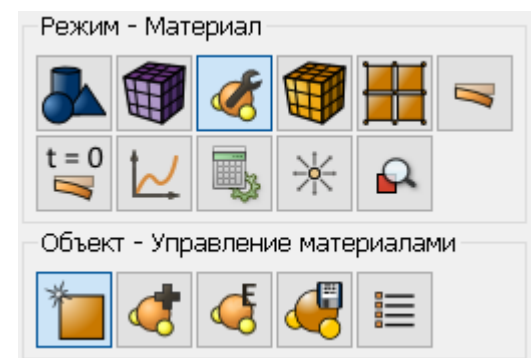 Режим - Материал
t = 0
Объект - Управление материалами
E